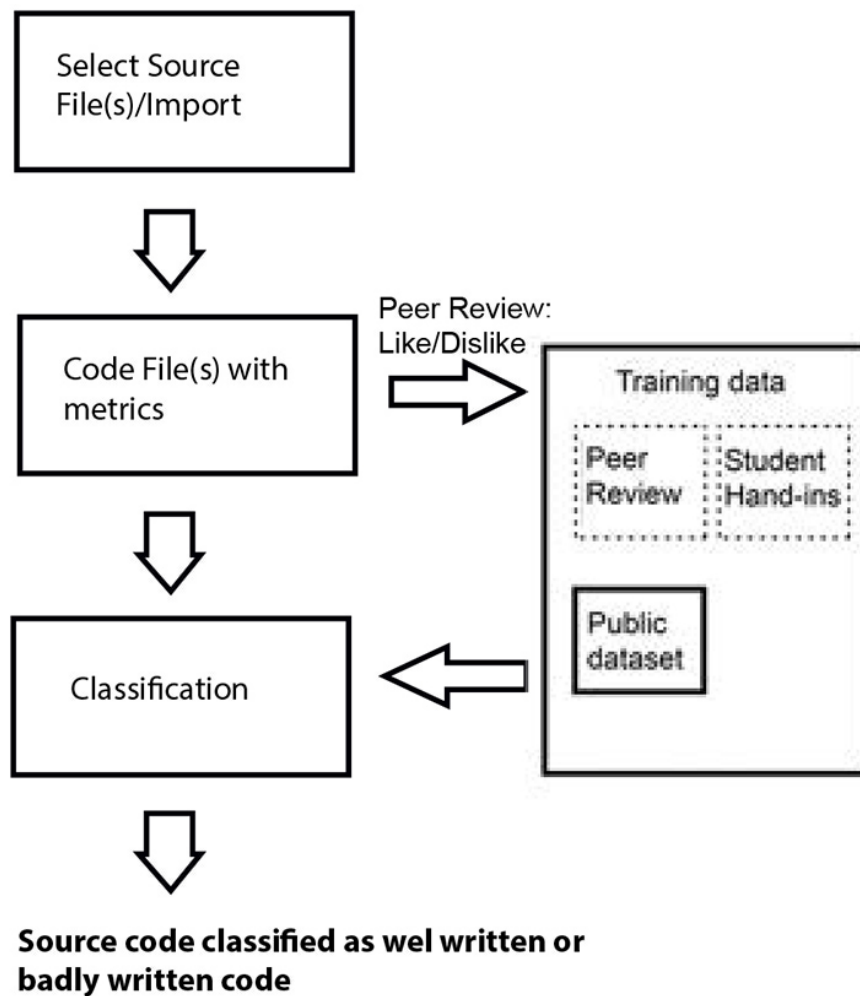 Select Source
File(s)/Import
Peer Review:
Like/Dislike
Code File(s) with
metrics
Training data
Peer
Review
Student
Hand-ins
Public
dataset
Classification
Source code classified as wel written or
badly written code